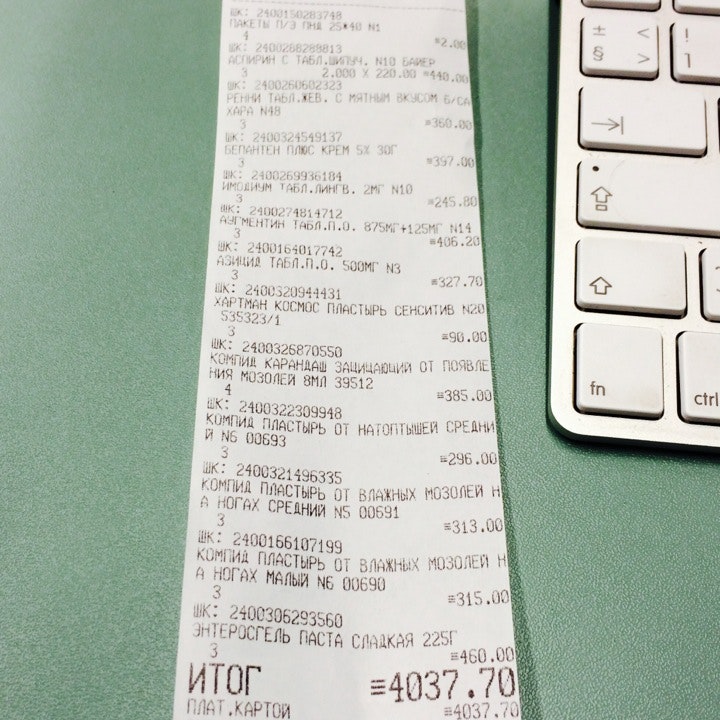 ШК: 2400150283748
ПАКЕТЫ П/Э ПНД 25*40 N1
4
≡2.00
ШК: 2400268288813
АСПИРИН С ТАБЛ.ШИПУЧ. N10 БАЙЕР
3 2.000 X 220.00 ≡440.00
ШК: 2400260602323
РЕННИ ТАБЛ.ЖЕВ. С МЯТНЫМ ВКУСОМ Б/СА
ХАРА N48
3 ≡360.00
ШК: 2400324549137
БЕПАНТЕН ПЛЮС КРЕМ 5% 30Г
3 ≡397.00
ШК: 2400269936184
ИМОДИУМ ТАБЛ.ЛИНГВ. 2МГ N10
3 ≡245.80
ШК: 2400274814712
АУГМЕНТИН ТАБЛ.П.О. 875МГ+125МГ N14
3 ≡406.20
ШК: 2400164017742
АЗИЦИД ТАБЛ.П.О. 500МГ N3
3 ≡327.70
ШК: 2400320944431
ХАРТМАН КОСМОС ПЛАСТЫРЬ СЕНСИТИВ N20
535323/1
3 ≡90.00
ШК: 2400326870550
КОМПИД КАРАНДАШ ЗАЩИЩАЮЩИЙ ОТ ПОЯВЛЕ
НИЯ МОЗОЛЕЙ 8МЛ 39512
4 ≡385.00
ШК: 2400322309948
КОМПИД ПЛАСТЫРЬ ОТ НАТОПТЫШЕЙ СРЕДНИ
Й N6 00693
3 ≡296.00
ШК: 2400321496335
КОМПИД ПЛАСТЫРЬ ОТ ВЛАЖНЫХ МОЗОЛЕЙ Н
А НОГАХ СРЕДНИЙ N5 00691
3 ≡313.00
ШК: 2400166107199
КОМПИД ПЛАСТЫРЬ ОТ ВЛАЖНЫХ МОЗОЛЕЙ Н
А НОГАХ МАЛЫЙ N6 00690
3 ≡315.00
ШК: 2400306293560
ЭНТЕРОСГЕЛЬ ПАСТА СЛАДКАЯ 225Г
3 ≡460.00
ИТОГ ≡4037.70
ПЛАТ.КАРТОЙ ≡4037.70
± <
§ >
!
1
fn
ctrl